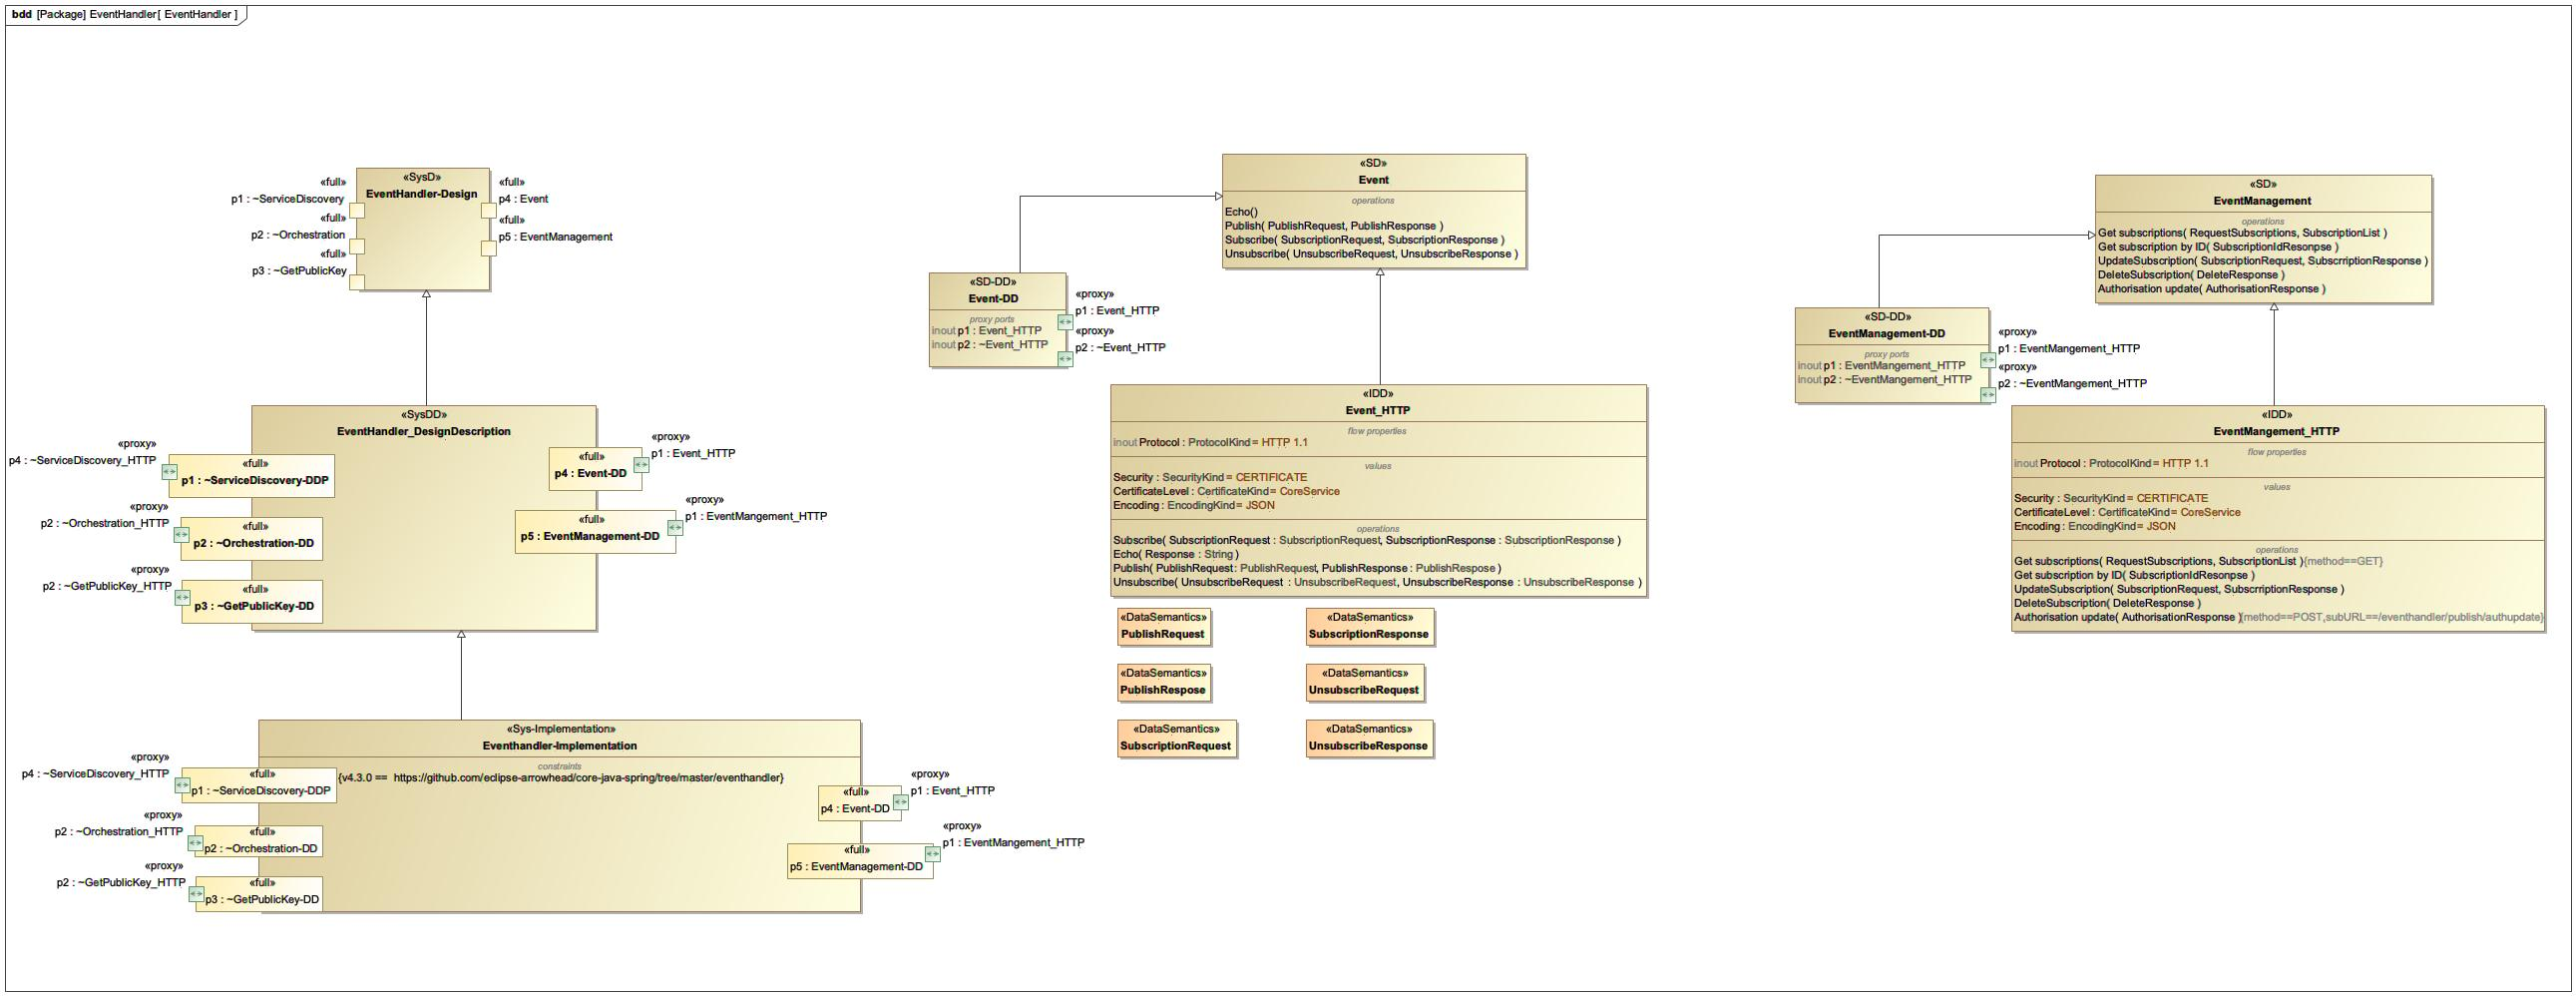 bdd [Package] EventHandler[ EventHandler ]
«SysD»
EventHandler-Design
«full»
p1 : ~ServiceDiscovery
«full»
p2 : ~Orchestration
«full»
p3 : ~GetPublicKey
«full»
p4 : Event
«full»
p5 : EventManagement
«SysDD»
EventHandler_DesignDescription
«proxy»
p4 : ~ServiceDiscovery_HTTP
«full»
p1 : ~ServiceDiscovery-DDP
«proxy»
p2 : ~Orchestration_HTTP
«full»
p2 : ~Orchestration-DD
«proxy»
p2 : ~GetPublicKey_HTTP
«full»
p3 : ~GetPublicKey-DD
«full»
p4 : Event-DD
«proxy»
p1 : Event_HTTP
«full»
p5 : EventManagement-DD
«proxy»
p1 : EventMangement_HTTP
«Sys-Implementation»
Eventhandler-Implementation
constraints
{v4.3.0 == https://github.com/eclipse-arrowhead/core-java-spring/tree/master/eventhandler}
«proxy»
p4 : ~ServiceDiscovery_HTTP
«full»
p1 : ~ServiceDiscovery-DDP
«proxy»
p2 : ~Orchestration_HTTP
«full»
p2 : ~Orchestration-DD
«proxy»
p2 : ~GetPublicKey_HTTP
«full»
p3 : ~GetPublicKey-DD
«full»
p4 : Event-DD
«proxy»
p1 : Event_HTTP
«full»
p5 : EventManagement-DD
«proxy»
p1 : EventMangement_HTTP
«SD»
Event
operations
Echo()
Publish( PublishRequest, PublishResponse )
Subscribe( SubscriptionRequest, SubscriptionResponse )
Unsubscribe( UnsubscribeRequest, UnsubscribeResponse )
«SD-DD»
Event-DD
proxy ports
inout p1 : Event_HTTP
inout p2 : ~Event_HTTP
«proxy»
p1 : Event_HTTP
«proxy»
p2 : ~Event_HTTP
«IDD»
Event_HTTP
flow properties
inout Protocol : ProtocolKind = HTTP 1.1
values
Security : SecurityKind = CERTIFICATE
CertificateLevel : CertificateKind = CoreService
Encoding : EncodingKind = JSON
operations
Subscribe( SubscriptionRequest : SubscriptionRequest, SubscriptionResponse : SubscriptionResponse )
Echo( Response : String )
Publish( PublishRequest : PublishRequest, PublishResponse : PublishRespose )
Unsubscribe( UnsubscribeRequest : UnsubscribeRequest, UnsubscribeResponse : UnsubscribeResponse )
«DataSemantics»
PublishRequest
«DataSemantics»
SubscriptionResponse
«DataSemantics»
PublishRespose
«DataSemantics»
UnsubscribeRequest
«DataSemantics»
SubscriptionRequest
«DataSemantics»
UnsubscribeResponse
«SD»
EventManagement
operations
Get subscriptions( RequestSubscriptions, SubscriptionList )
Get subscription by ID( SubscriptionIdResonpse )
UpdateSubscription( SubscriptionRequest, SubscrriptionResponse )
DeleteSubscription( DeleteResponse )
Authorisation update( AuthorisationResponse )
«SD-DD»
EventManagement-DD
proxy ports
inout p1 : EventMangement_HTTP
inout p2 : ~EventMangement_HTTP
«proxy»
p1 : EventMangement_HTTP
«proxy»
p2 : ~EventMangement_HTTP
«IDD»
EventMangement_HTTP
flow properties
inout Protocol : ProtocolKind = HTTP 1.1
values
Security : SecurityKind = CERTIFICATE
CertificateLevel : CertificateKind = CoreService
Encoding : EncodingKind = JSON
operations
Get subscriptions( RequestSubscriptions, SubscriptionList ){method==GET}
Get subscription by ID( SubscriptionIdResonpse )
UpdateSubscription( SubscriptionRequest, SubscrriptionResponse )
DeleteSubscription( DeleteResponse )
Authorisation update( AuthorisationResponse ){method==POST,subURL==/eventhandler/publish/authupdate}